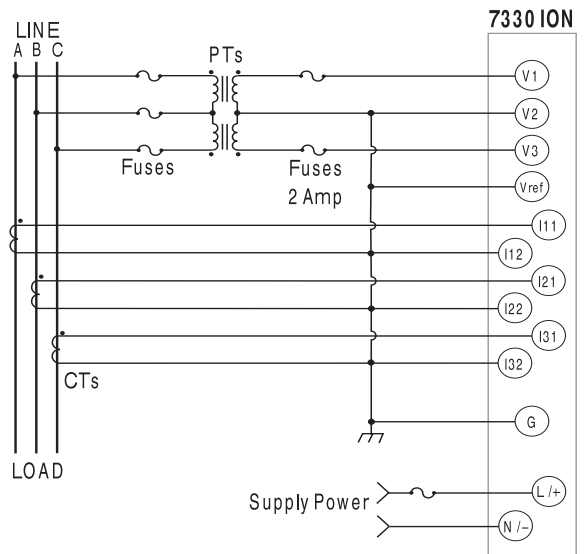 7330 ION
LINE
A B C
PTs
V1
V2
Fuses
Fuses
2 Amp
V3
Vref
I11
I12
I21
I22
I31
I32
CTs
G
LOAD
Supply Power
L /+
N /–